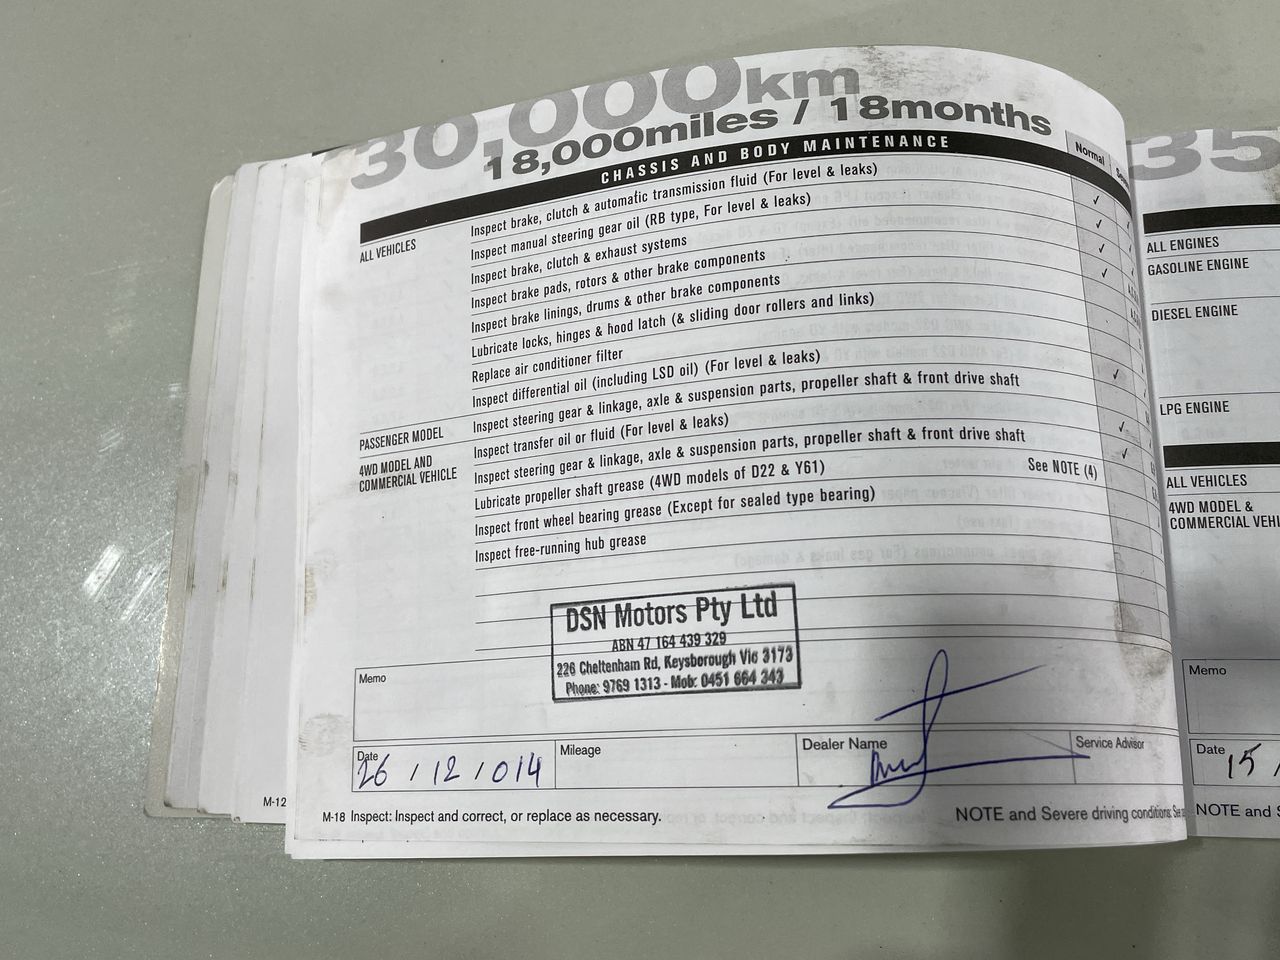 30,000km
18,000miles / 18months
CHASSIS AND BODY MAINTENANCE
Normal
ALL VEHICLES
Inspect brake, clutch & automatic transmission fluid (For level & leaks)
Inspect manual steering gear oil (RB type, For level & leaks)
Inspect brake, clutch & exhaust systems
Inspect brake pads, rotors & other brake components
Inspect brake linings, drums & other brake components
Lubricate locks, hinges & hood latch (& sliding door rollers and links)
Replace air conditioner filter
Inspect differential oil (including LSD oil) (For level & leaks)
PASSENGER MODEL
Inspect steering gear & linkage, axle & suspension parts, propeller shaft & front drive shaft
4WD MODEL AND
COMMERCIAL VEHICLE
Inspect transfer oil or fluid (For level & leaks)
Inspect steering gear & linkage, axle & suspension parts, propeller shaft & front drive shaft
Lubricate propeller shaft grease (4WD models of D22 & Y61)
See NOTE (4)
Inspect front wheel bearing grease (Except for sealed type bearing)
Inspect free-running hub grease
DSN Motors Pty Ltd
ABN 47 164 439 329
226 Cheltenham Rd, Keysborough Vic 3173
Phone: 9769 1313 - Mob: 0451 664 343
Memo
Date
26 / 12 / 014
Mileage
Dealer Name
Service Advisor
M-18 Inspect: Inspect and correct, or replace as necessary.
NOTE and Severe driving conditions: See
M-12
35
ALL ENGINES
GASOLINE ENGINE
DIESEL ENGINE
LPG ENGINE
ALL VEHICLES
4WD MODEL &
COMMERCIAL VEHI
Memo
Date
15 /
NOTE and S